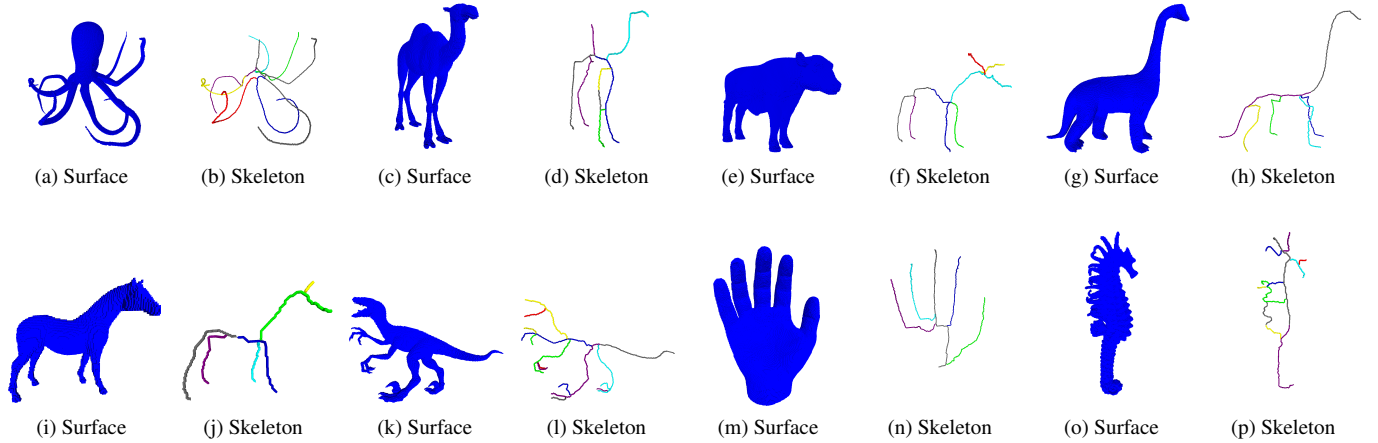 (a) Surface (b) Skeleton (c) Surface (d) Skeleton (e) Surface (f) Skeleton (g) Surface (h) Skeleton
(i) Surface (j) Skeleton (k) Surface (l) Skeleton (m) Surface (n) Skeleton (o) Surface (p) Skeleton